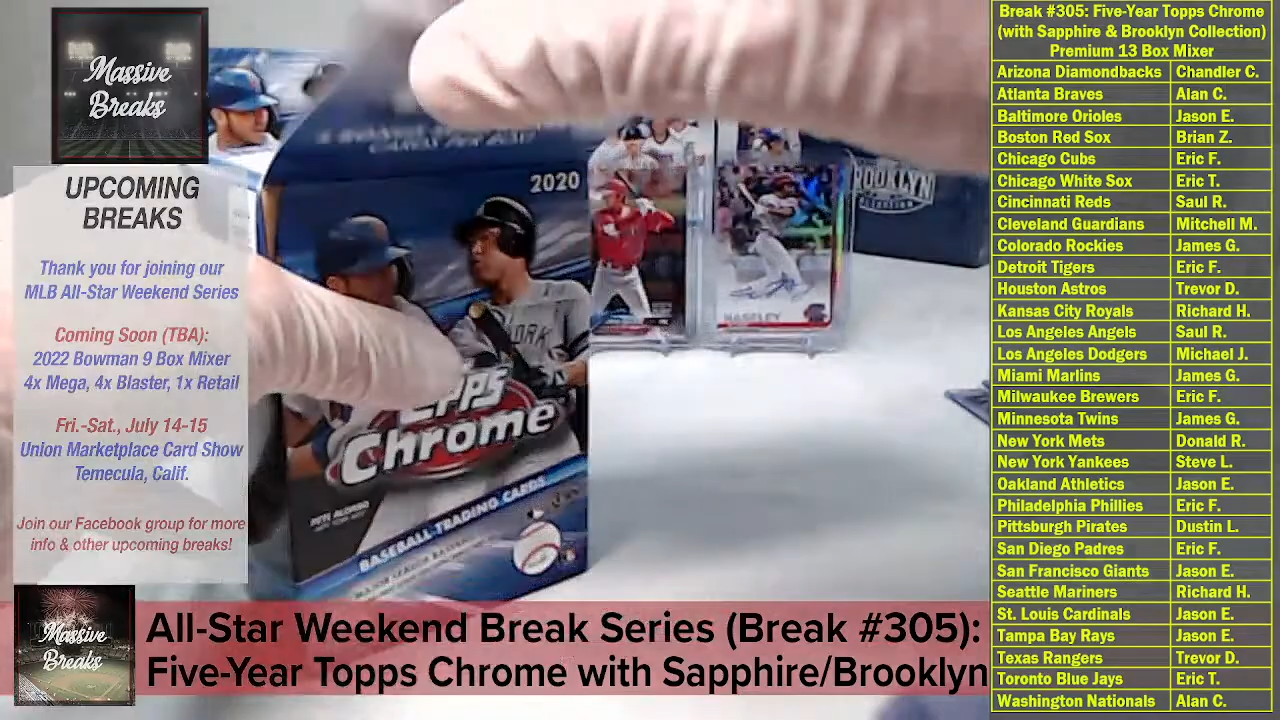 Massive
Breaks
UPCOMING
BREAKS
Thank you for joining our
MLB All-Star Weekend Series
Coming Soon (TBA):
2022 Bowman 9 Box Mixer
4x Mega, 4x Blaster, 1x Retail
Fri.-Sat., July 14-15
Union Marketplace Card Show
Temecula, Calif.
Join our Facebook group for more
info & other upcoming breaks!
2020
YORK
Topps
Chrome
BASEBALL TRADING CARDS
HASELEY
BROOKLYN
COLLECTION
Massive
Breaks
All-Star Weekend Break Series (Break #305):
Five-Year Topps Chrome with Sapphire/Brooklyn
Break #305: Five-Year Topps Chrome
(with Sapphire & Brooklyn Collection)
Premium 13 Box Mixer
Arizona Diamondbacks Chandler C.
Atlanta Braves Alan C.
Baltimore Orioles Jason E.
Boston Red Sox Brian Z.
Chicago Cubs Eric F.
Chicago White Sox Eric T.
Cincinnati Reds Saul R.
Cleveland Guardians Mitchell M.
Colorado Rockies James G.
Detroit Tigers Eric F.
Houston Astros Trevor D.
Kansas City Royals Richard H.
Los Angeles Angels Saul R.
Los Angeles Dodgers Michael J.
Miami Marlins James G.
Milwaukee Brewers Eric F.
Minnesota Twins James G.
New York Mets Donald R.
New York Yankees Steve L.
Oakland Athletics Jason E.
Philadelphia Phillies Eric F.
Pittsburgh Pirates Dustin L.
San Diego Padres Eric F.
San Francisco Giants Jason E.
Seattle Mariners Richard H.
St. Louis Cardinals Jason E.
Tampa Bay Rays Jason E.
Texas Rangers Trevor D.
Toronto Blue Jays Eric T.
Washington Nationals Alan C.